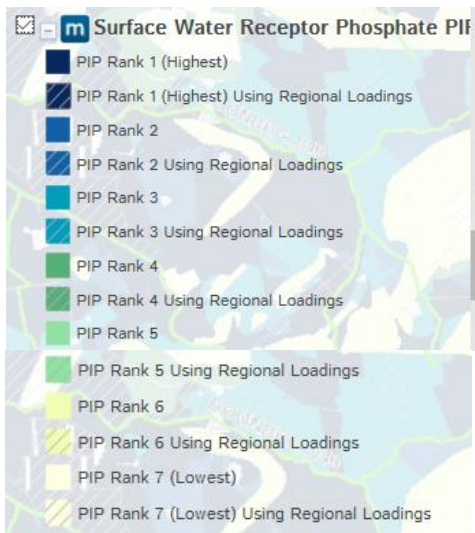 m Surface Water Receptor Phosphate PIP
PIP Rank 1 (Highest)
PIP Rank 1 (Highest) Using Regional Loadings
PIP Rank 2
PIP Rank 2 Using Regional Loadings
PIP Rank 3
PIP Rank 3 Using Regional Loadings
PIP Rank 4
PIP Rank 4 Using Regional Loadings
PIP Rank 5
PIP Rank 5 Using Regional Loadings
PIP Rank 6
PIP Rank 6 Using Regional Loadings
PIP Rank 7 (Lowest)
PIP Rank 7 (Lowest) Using Regional Loadings